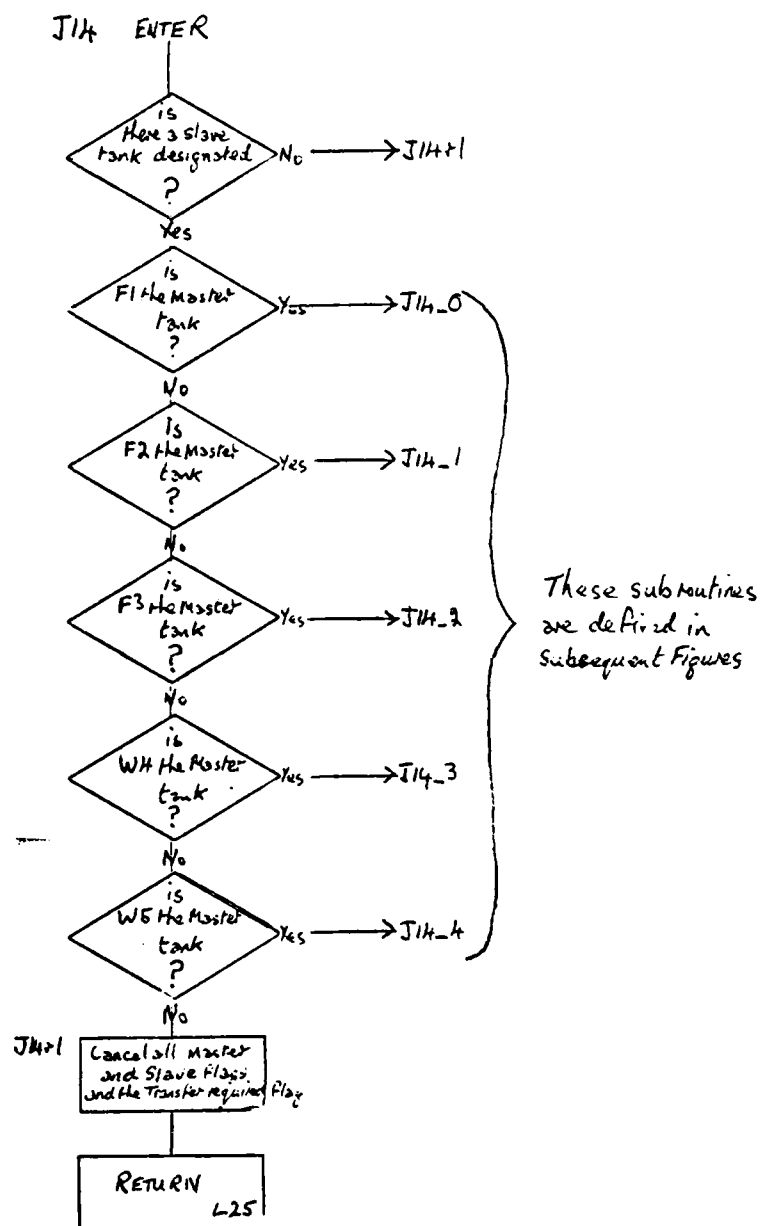 J14 ENTER
is
there a slave
tank designated
?
No
J14+1
Yes
is
F1 the Master
tank
?
Yes
J14_0
No
Is
F2 the Master
tank
?
Yes
J14_1
No
is
F3 the Master
tank
?
Yes
J14_2
No
is
W4 the Master
tank
?
Yes
J14_3
No
is
W5 the Master
tank
?
Yes
J14_4
No
These subroutines
are defined in
subsequent Figures
J14+1
Cancel all Master
and Slave Flags
and the Transfer required Flag
RETURN
L25